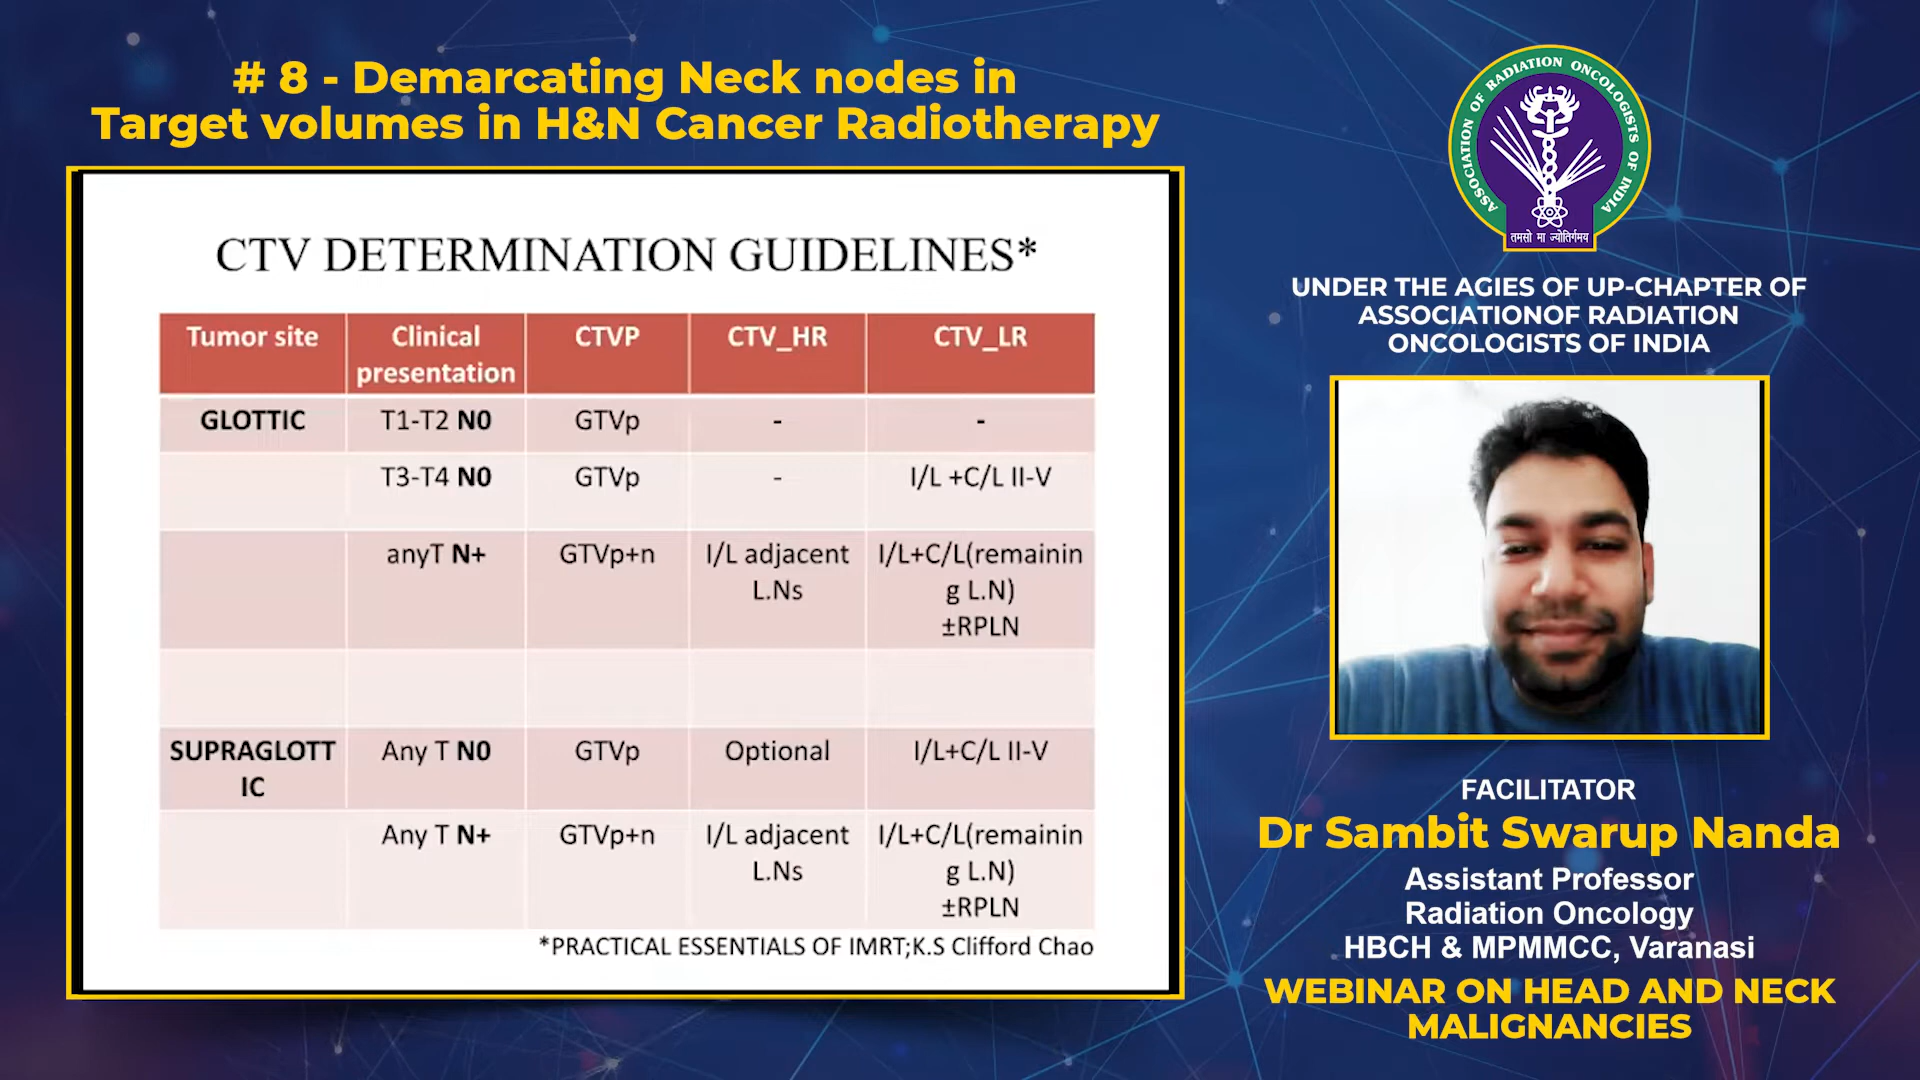 # 8 - Demarcating Neck nodes in
Target volumes in H&N Cancer Radiotherapy
CTV DETERMINATION GUIDELINES*
Tumor site Clinical presentation CTVP CTV_HR CTV_LR
GLOTTIC T1-T2 N0 GTVp - -
T3-T4 N0 GTVp - I/L +C/L II-V
anyT N+ GTVp+n I/L adjacent L.Ns I/L+C/L(remainin
g L.N)
±RPLN
SUPRAGLOTT
IC Any T N0 GTVp Optional I/L+C/L II-V
Any T N+ GTVp+n I/L adjacent L.Ns I/L+C/L(remainin
g L.N)
±RPLN
*PRACTICAL ESSENTIALS OF IMRT;K.S Clifford Chao
ASSOCIATION OF RADIATION ONCOLOGISTS OF INDIA
तमसो मा ज्योतिर्गमय
UNDER THE AGIES OF UP-CHAPTER OF
ASSOCIATIONOF RADIATION
ONCOLOGISTS OF INDIA
FACILITATOR
Dr Sambit Swarup Nanda
Assistant Professor
Radiation Oncology
HBCH & MPMMCC, Varanasi
WEBINAR ON HEAD AND NECK
MALIGNANCIES